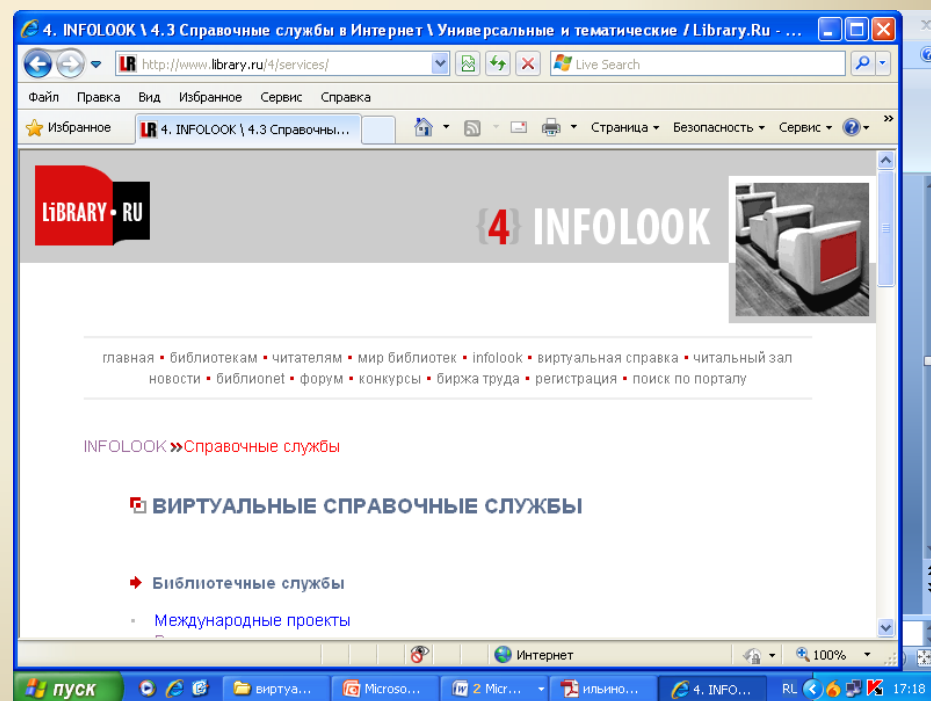 4. INFOLOOK \ 4.3 Справочные службы в Интернет \ Универсальные и тематические / Library.Ru - ...
http://www.library.ru/4/services/
Live Search
Файл Правка Вид Избранное Сервис Справка
Избранное
LR 4. INFOLOOK \ 4.3 Справочны...
Страница Безопасность Сервис »
LiBRARY • RU
{4} INFOLOOK
главная • библиотекам • читателям • мир библиотек • infolook • виртуальная справка • читальный зал
новости • библиоnet • форум • конкурсы • биржа труда • регистрация • поиск по порталу
INFOLOOK »Справочные службы
ВИРТУАЛЬНЫЕ СПРАВОЧНЫЕ СЛУЖБЫ
Библиотечные службы
Международные проекты
Интернет
100%
пуск
виртуа...
Microso...
2 Micr...
ильино...
4. INFO...
RL
17:18